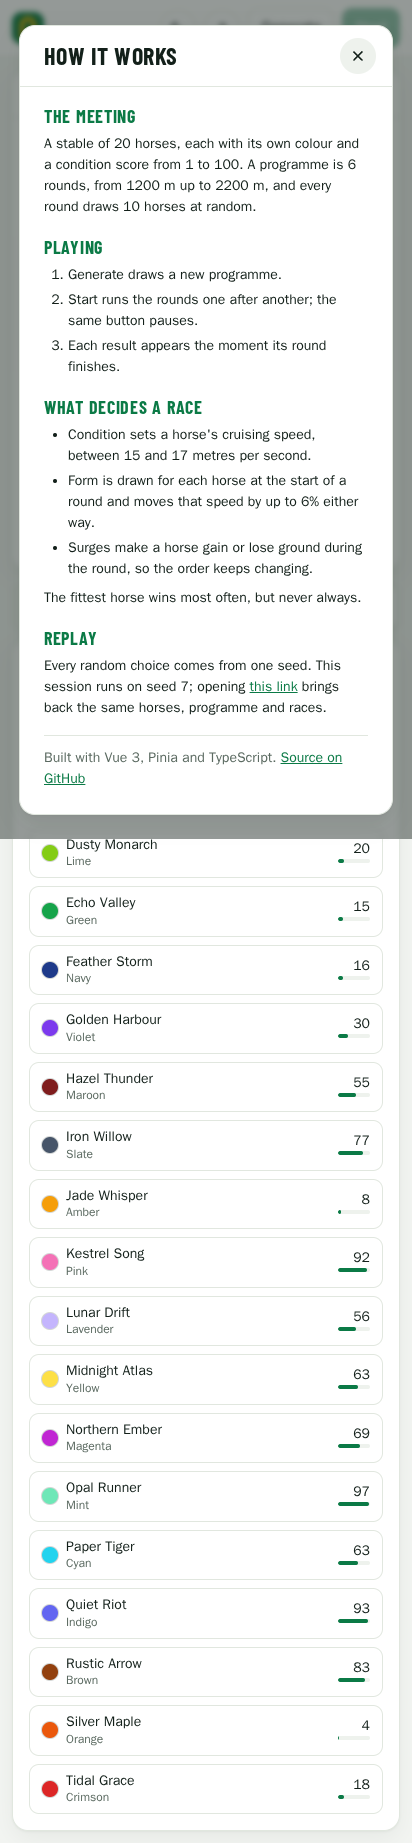 HOW IT WORKS
THE MEETING
A stable of 20 horses, each with its own colour and
a condition score from 1 to 100. A programme is 6
rounds, from 1200 m up to 2200 m, and every
round draws 10 horses at random.
PLAYING
1. Generate draws a new programme.
2. Start runs the rounds one after another; the
same button pauses.
3. Each result appears the moment its round
finishes.
WHAT DECIDES A RACE
• Condition sets a horse's cruising speed,
between 15 and 17 metres per second.
• Form is drawn for each horse at the start of a
round and moves that speed by up to 6% either
way.
• Surges make a horse gain or lose ground during
the round, so the order keeps changing.
The fittest horse wins most often, but never always.
REPLAY
Every random choice comes from one seed. This
session runs on seed 7; opening this link brings
back the same horses, programme and races.
Built with Vue 3, Pinia and TypeScript. Source on
GitHub
Dusty Monarch 20
Lime
Echo Valley 15
Green
Feather Storm 16
Navy
Golden Harbour 30
Violet
Hazel Thunder 55
Maroon
Iron Willow 77
Slate
Jade Whisper 8
Amber
Kestrel Song 92
Pink
Lunar Drift 56
Lavender
Midnight Atlas 63
Yellow
Northern Ember 69
Magenta
Opal Runner 97
Mint
Paper Tiger 63
Cyan
Quiet Riot 93
Indigo
Rustic Arrow 83
Brown
Silver Maple 4
Orange
Tidal Grace 18
Crimson